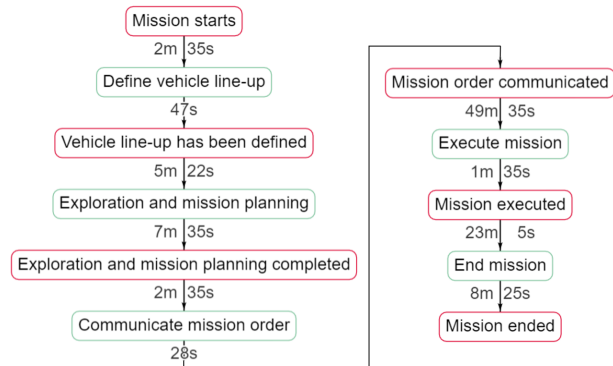 Mission starts
2m 35s
Define vehicle line-up
47s
Vehicle line-up has been defined
5m 22s
Exploration and mission planning
7m 35s
Exploration and mission planning completed
2m 35s
Communicate mission order
28s
Mission order communicated
49m 35s
Execute mission
1m 35s
Mission executed
23m 5s
End mission
8m 25s
Mission ended